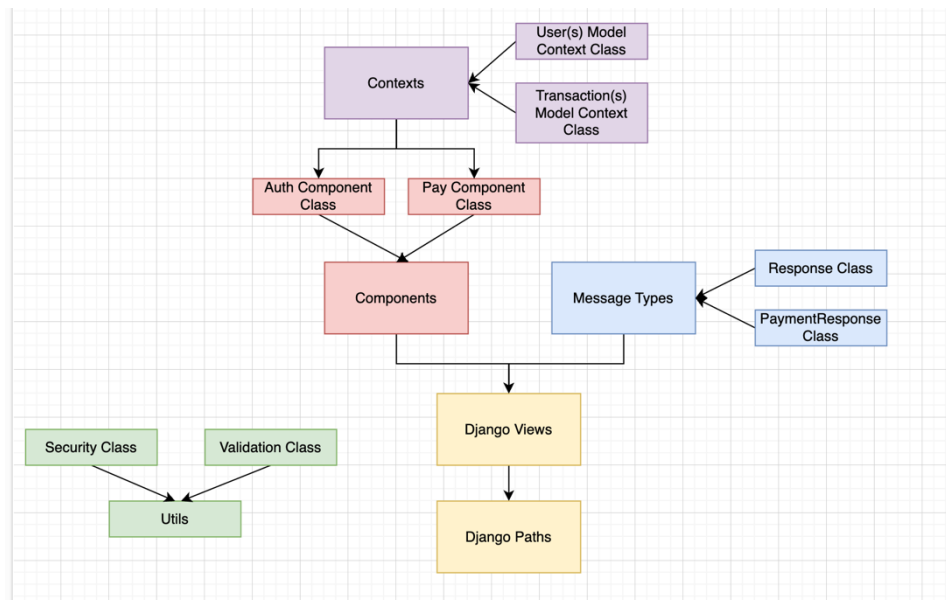 User(s) Model
Context Class
Contexts
Transaction(s)
Model Context
Class
Auth Component
Class
Pay Component
Class
Components
Message Types
Response Class
PaymentResponse
Class
Django Views
Security Class
Validation Class
Utils
Django Paths